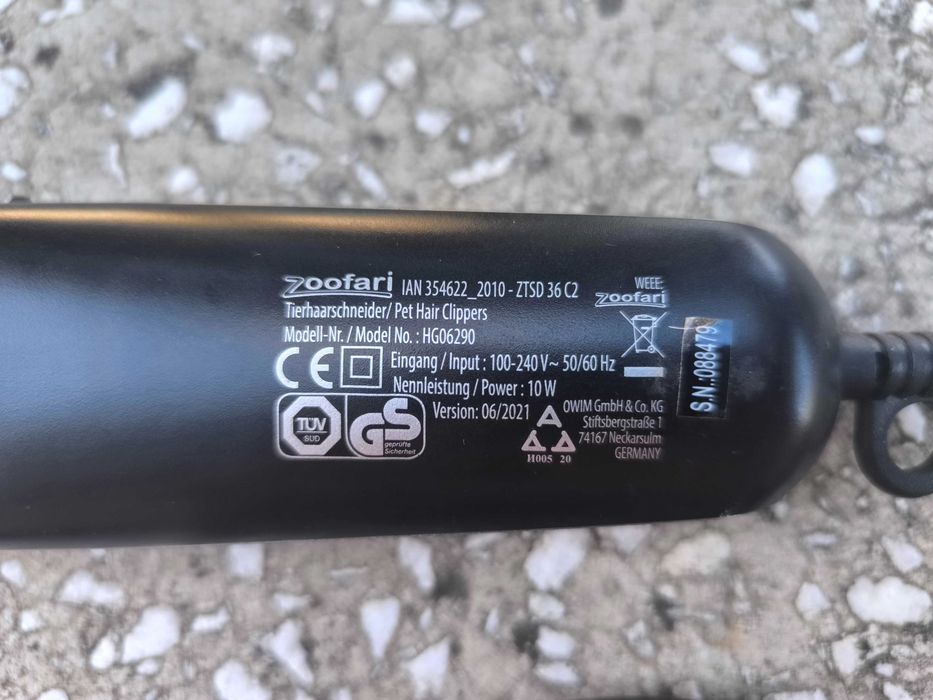 zoofari IAN 354622_2010 - ZTSD 36 C2
Tierhaarschneider/ Pet Hair Clippers
Modell-Nr. / Model No. : HG06290
CE Eingang / Input : 100-240 V~ 50/60 Hz
Nennleistung / Power : 10 W
Version: 06/2021
TÜV
SÜD
GS
geprüfte
Sicherheit
H005 20
WEEE:
zoofari
OWIM GmbH & Co. KG
Stiftsbergstraße 1
74167 Neckarsulm
GERMANY
S.N.:088479